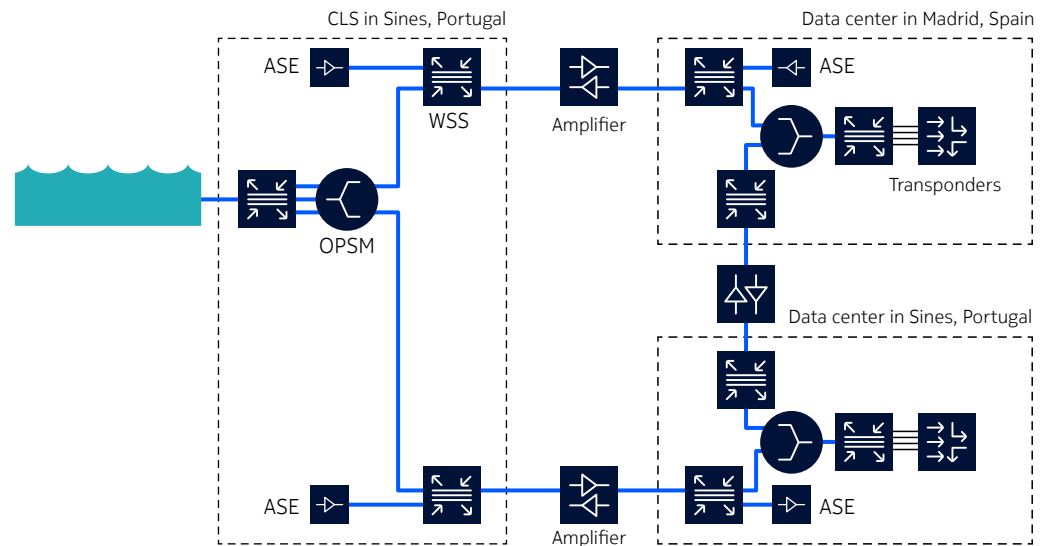 CLS in Sines, Portugal
Data center in Madrid, Spain
ASE
ASE
WSS
Amplifier
Transponders
OPSM
Data center in Sines, Portugal
ASE
ASE
Amplifier